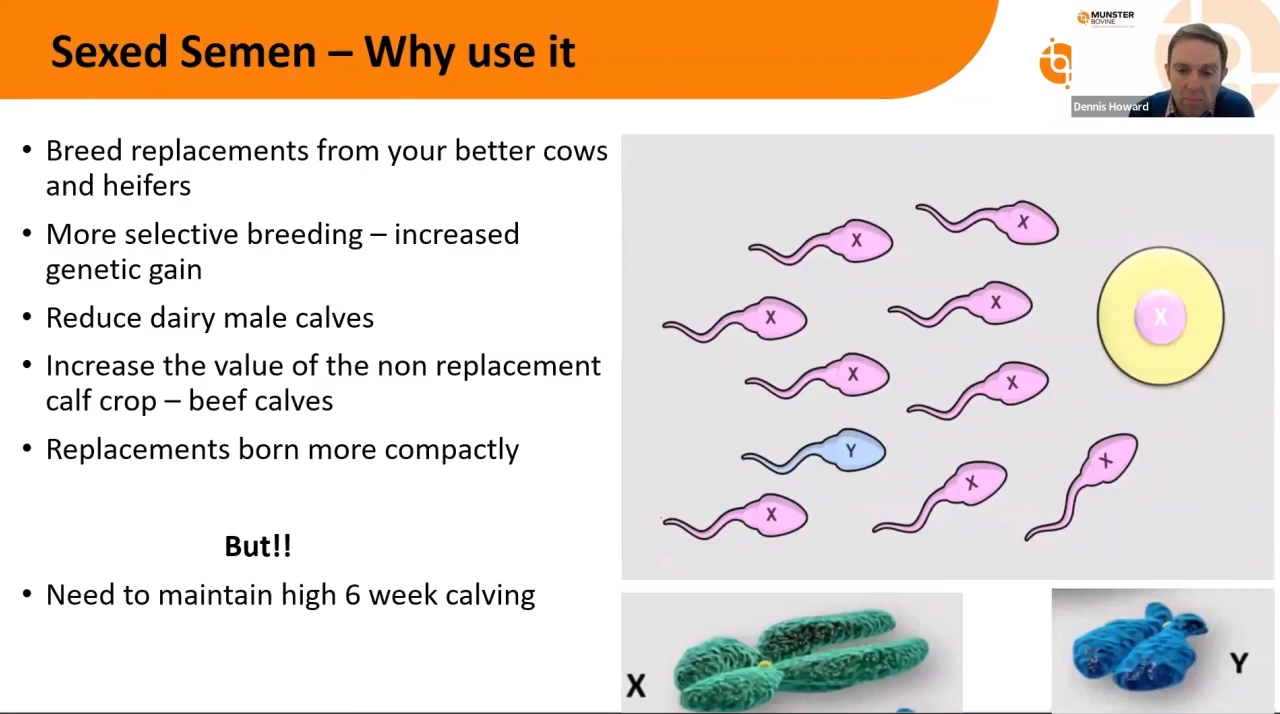 Sexed Semen – Why use it
MUNSTER
BOVINE
Dennis Howard
• Breed replacements from your better cows
and heifers
• More selective breeding – increased
genetic gain
• Reduce dairy male calves
• Increase the value of the non replacement
calf crop – beef calves
• Replacements born more compactly
But!!
• Need to maintain high 6 week calving
X
X
X
X
X
X
X
Y
X
X
X
X
Y